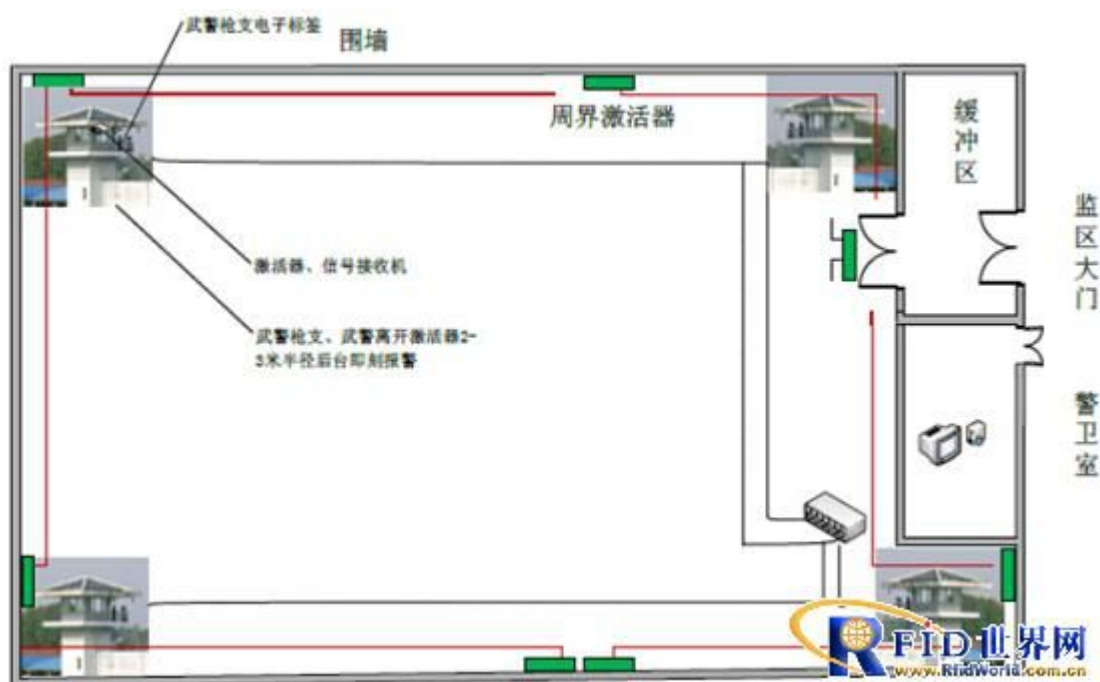 武警枪支电子标签
围墙
周界激活器
缓冲区
监区大门
激活器、信号接收机
武警枪支、武警离开激活器2-
3米半径后台即刻报警
警卫室
RFID世界网
www.RfidWorld.com.cn